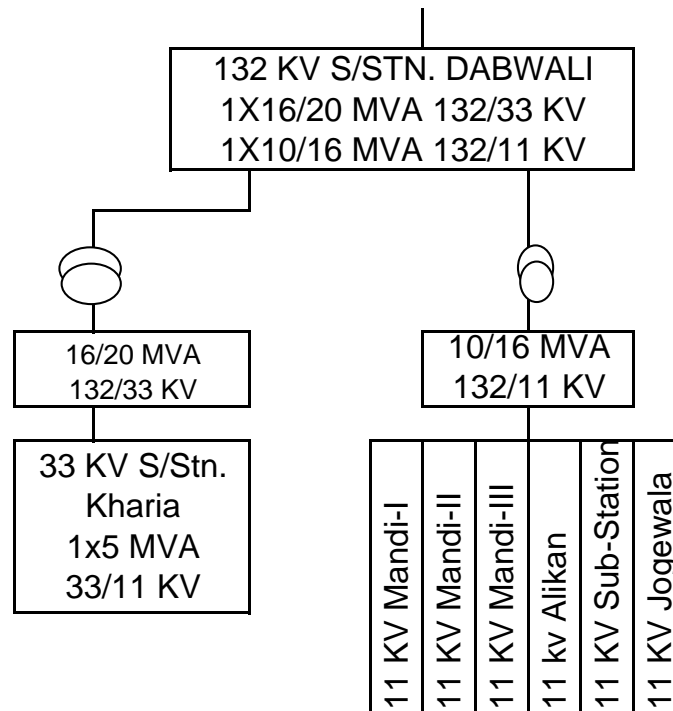 132 KV S/STN. DABWALI
1X16/20 MVA 132/33 KV
1X10/16 MVA 132/11 KV
16/20 MVA
132/33 KV
10/16 MVA
132/11 KV
33 KV S/Stn.
Kharia
1x5 MVA
33/11 KV
11 KV Mandi-I
11 KV Mandi-II
11 KV Mandi-III
11 kv Alikan
11 KV Sub-Station
11 KV Jogewala